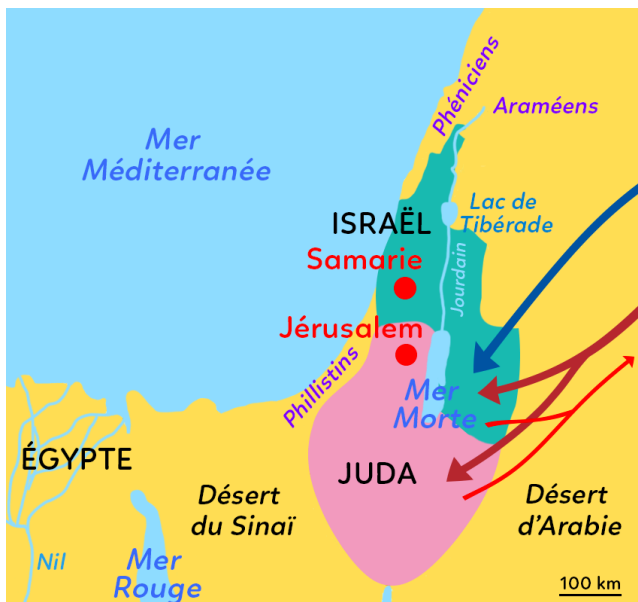 Phéniciens
Araméens
Mer
Méditerranée
Lac de
Tibérade
ISRAËL
Samarie
Jourdain
Jérusalem
Phillistins
Mer
Morte
ÉGYPTE
JUDA
Désert
du Sinaï
Désert
d'Arabie
Nil
Mer
Rouge
100 km